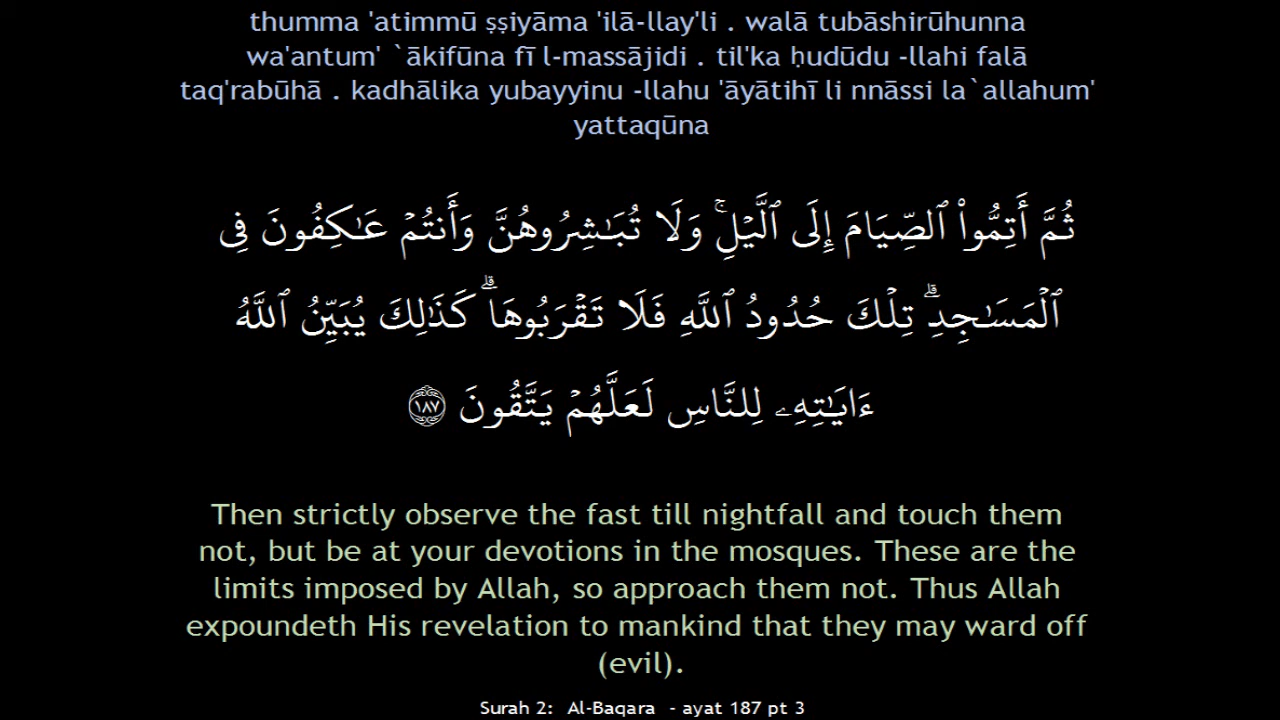 thumma 'atimmū ṣṣiyāma 'ilā-llay'li . walā tubāshirūhunna
wa'antum' `ākifūna fī l-massājidi . til'ka ḥudūdu -llahi falā
taq'rabūhā . kadhālika yubayyinu -llahu 'āyātihī li nnāssi la`allahum'
yattaqūna
ثُمَّ أَتِمُّوا۟ ٱلصِّيَامَ إِلَى ٱلَّيْلِ ۚ وَلَا تُبَـٰشِرُوهُنَّ وَأَنتُمْ عَـٰكِفُونَ فِى
ٱلْمَسَـٰجِدِ ۗ تِلْكَ حُدُودُ ٱللَّهِ فَلَا تَقْرَبُوهَا ۗ كَذَٰلِكَ يُبَيِّنُ ٱللَّهُ
ءَايَـٰتِهِۦ لِلنَّاسِ لَعَلَّهُمْ يَتَّقُونَ ١٨٧
Then strictly observe the fast till nightfall and touch them
not, but be at your devotions in the mosques. These are the
limits imposed by Allah, so approach them not. Thus Allah
expoundeth His revelation to mankind that they may ward off
(evil).
Surah 2: Al-Baqara - ayat 187 pt 3